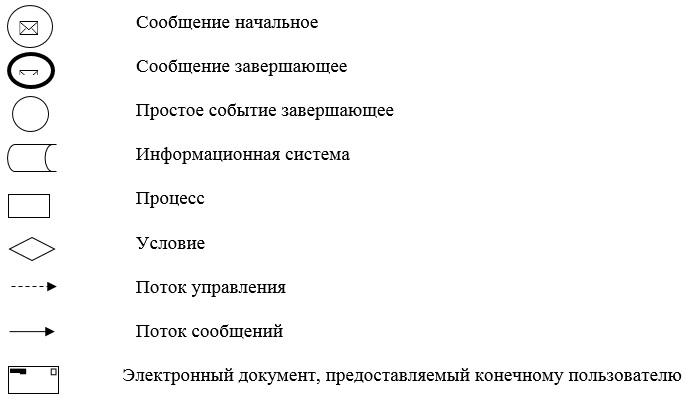 Сообщение начальное
Сообщение завершающее
Простое событие завершающее
Информационная система
Процесс
Условие
Поток управления
Поток сообщений
Электронный документ, предоставляемый конечному пользователю